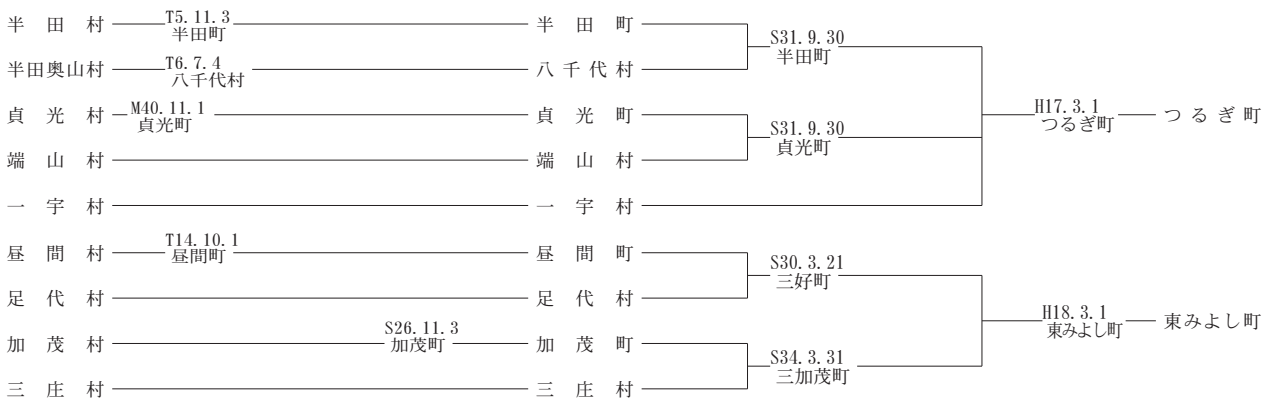 半田村 T5.11.3 半田町 半田町
S31.9.30 半田町
半田奥山村 T6.7.4 八千代村 八千代村
貞光村 M40.11.1 貞光町 貞光町
H17.3.1 つるぎ町 つるぎ町
S31.9.30 貞光町
端山村 端山村
一宇村 一宇村
昼間村 T14.10.1 昼間町 昼間町
S30.3.21 三好町
足代村 足代村
H18.3.1 東みよし町 東みよし町
加茂村 S26.11.3 加茂町 加茂町
S34.3.31 三加茂町
三庄村 三庄村